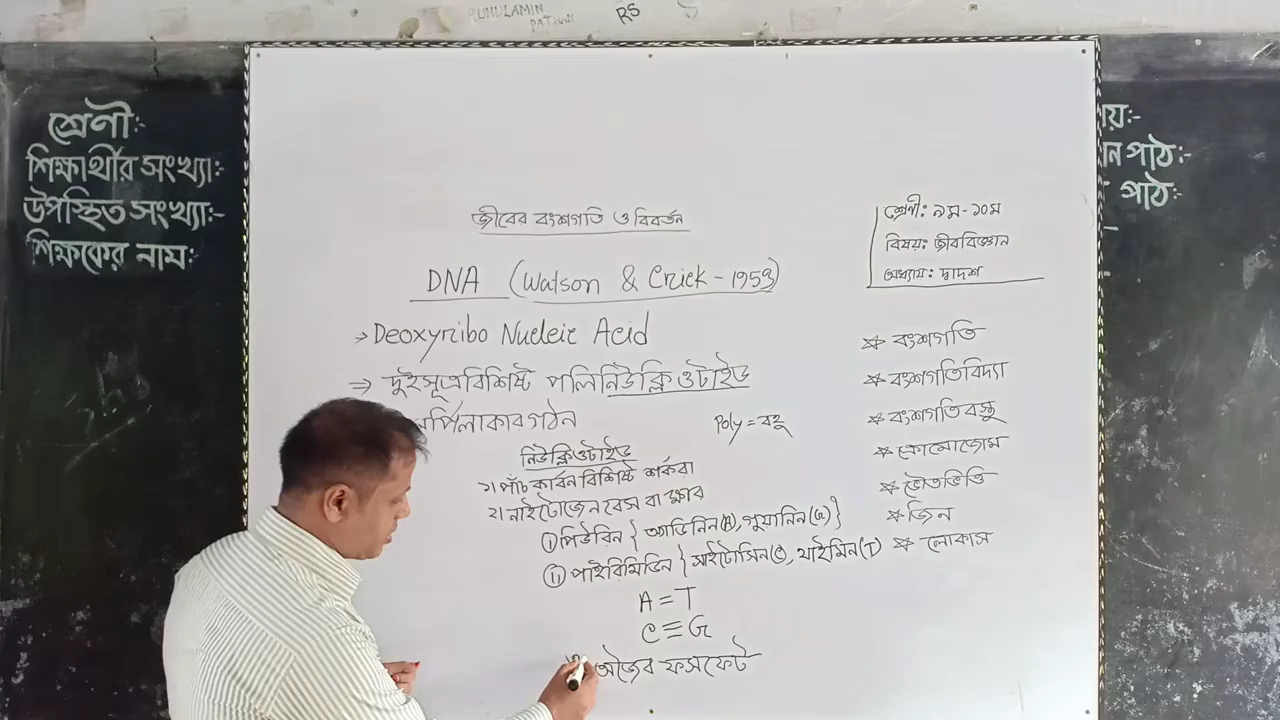 RUHULAMIN
PATHAN
RS
শ্রেণী:-
শিক্ষার্থীর সংখ্যা:-
উপস্থিত সংখ্যা:-
শিক্ষকের নাম:
জীবের বংশগতি ও বিবর্তন
শ্রেণী: ৯ম-১০ম
বিষয়: জীববিজ্ঞান
অধ্যায়: দ্বাদশ
DNA (Watson & Crick - 1953)
→ Deoxyribo Nucleic Acid
⇒ দুইসূত্রবিশিষ্ট পলিনিউক্লিওটাইড
গঠন
Poly = বহু
নিউক্লিওটাইড
১। পাঁচ কার্বন বিশিষ্ট শর্করা
২। নাইট্রোজেন বেস বা ক্ষার
(i) পিউরিন } অ্যাডিনিন(A), গুয়ানিন(G) }
(ii) পাইরিমিডিন } সাইটোসিন(C), থাইমিন(T)
A = T
C ≡ G
অজৈব ফসফেট
* বংশগতি
* বংশগতিবিদ্যা
* বংশগতিবস্তু
* ক্রোমোজোম
* ভৌতভিত্তি
* জিন
* লোকাস
য়:-
ন পাঠ:-
পাঠ:-